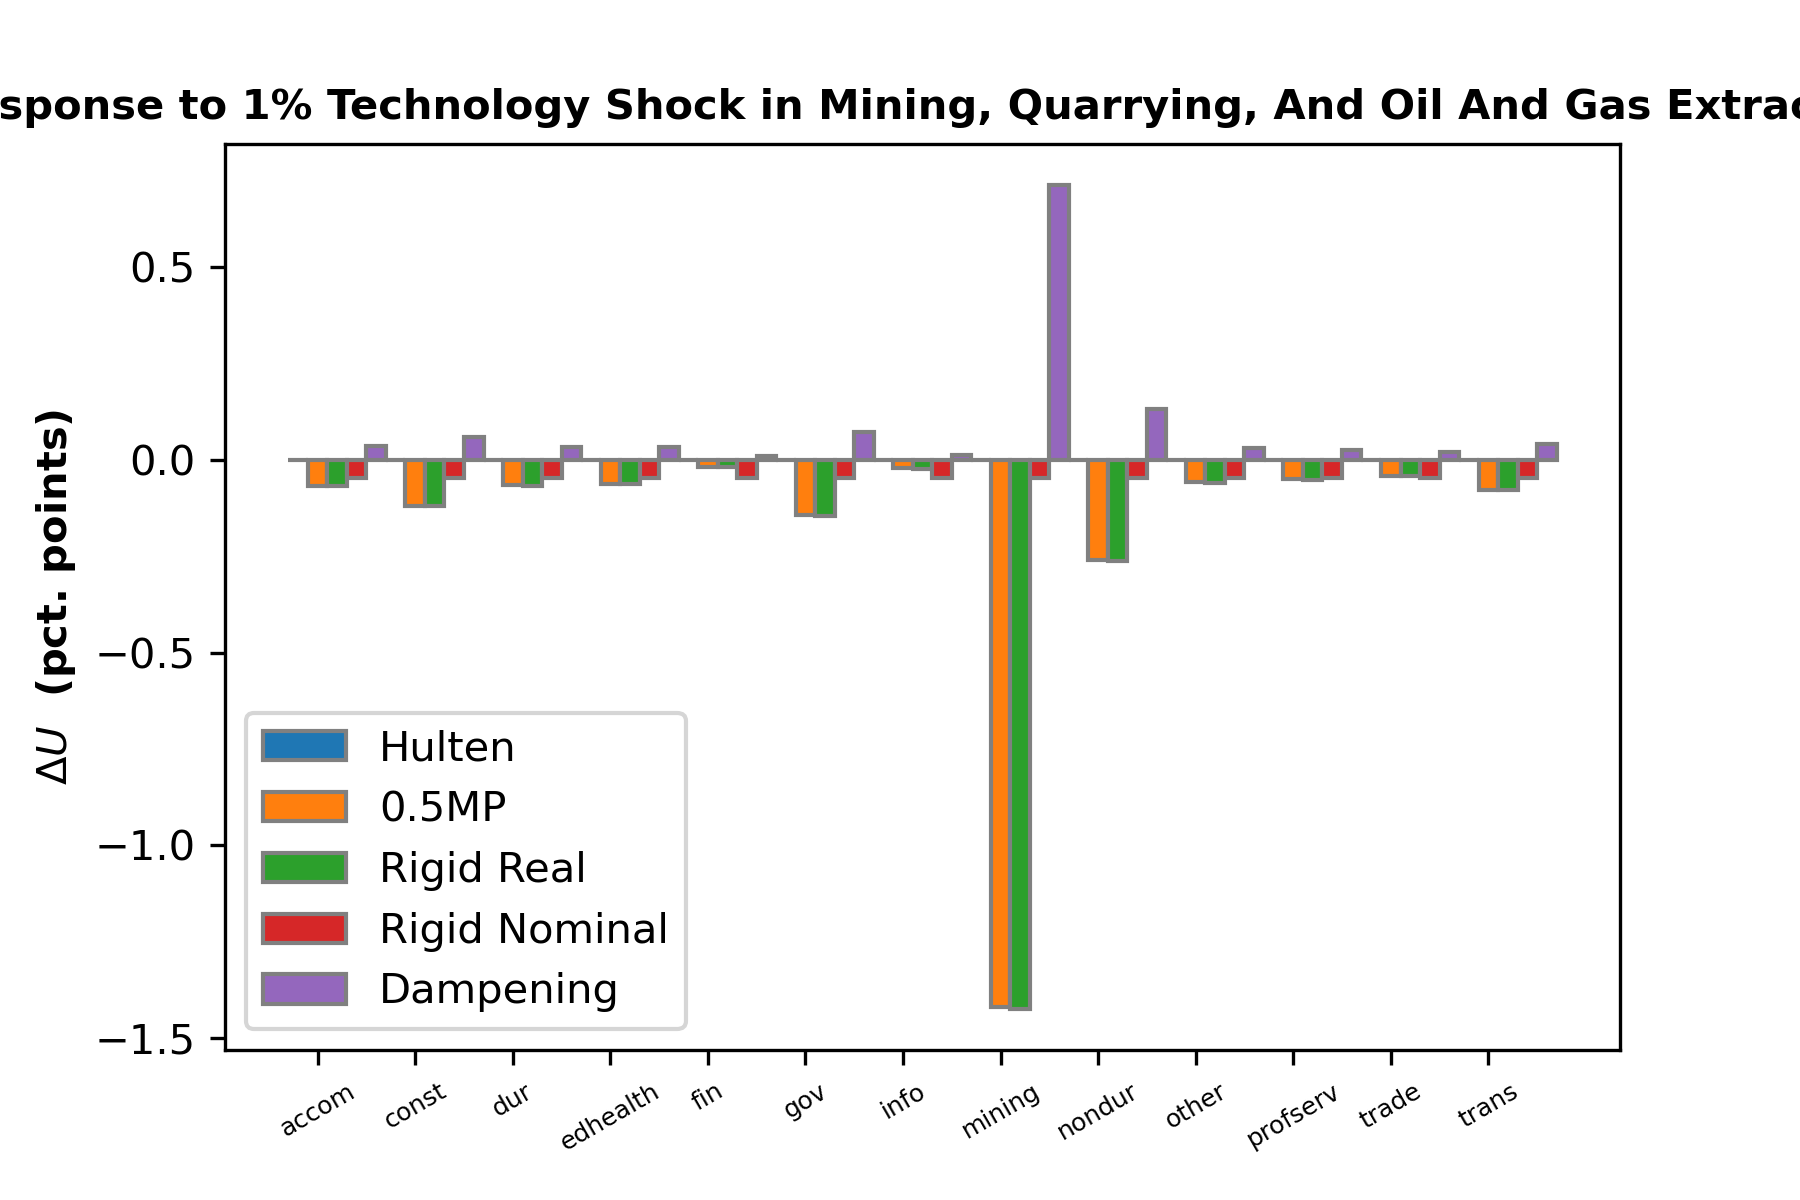 sponse to 1% Technology Shock in Mining, Quarrying, And Oil And Gas Extrac
ΔU (pct. points)
0.5
0.0
−0.5
−1.0
−1.5
Hulten
0.5MP
Rigid Real
Rigid Nominal
Dampening
accom
const
dur
edhealth
fin
gov
info
mining
nondur
other
profserv
trade
trans